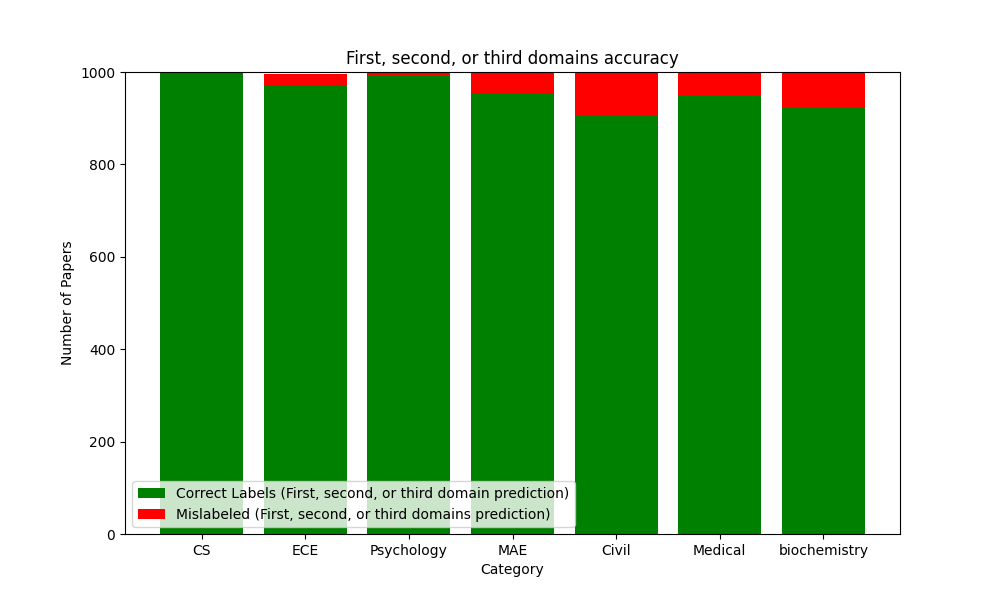 First, second, or third domains accuracy
1000
800
600
400
200
0
Number of Papers
Correct Labels (First, second, or third domain prediction)
Mislabeled (First, second, or third domains prediction)
CS ECE Psychology MAE Civil Medical biochemistry
Category